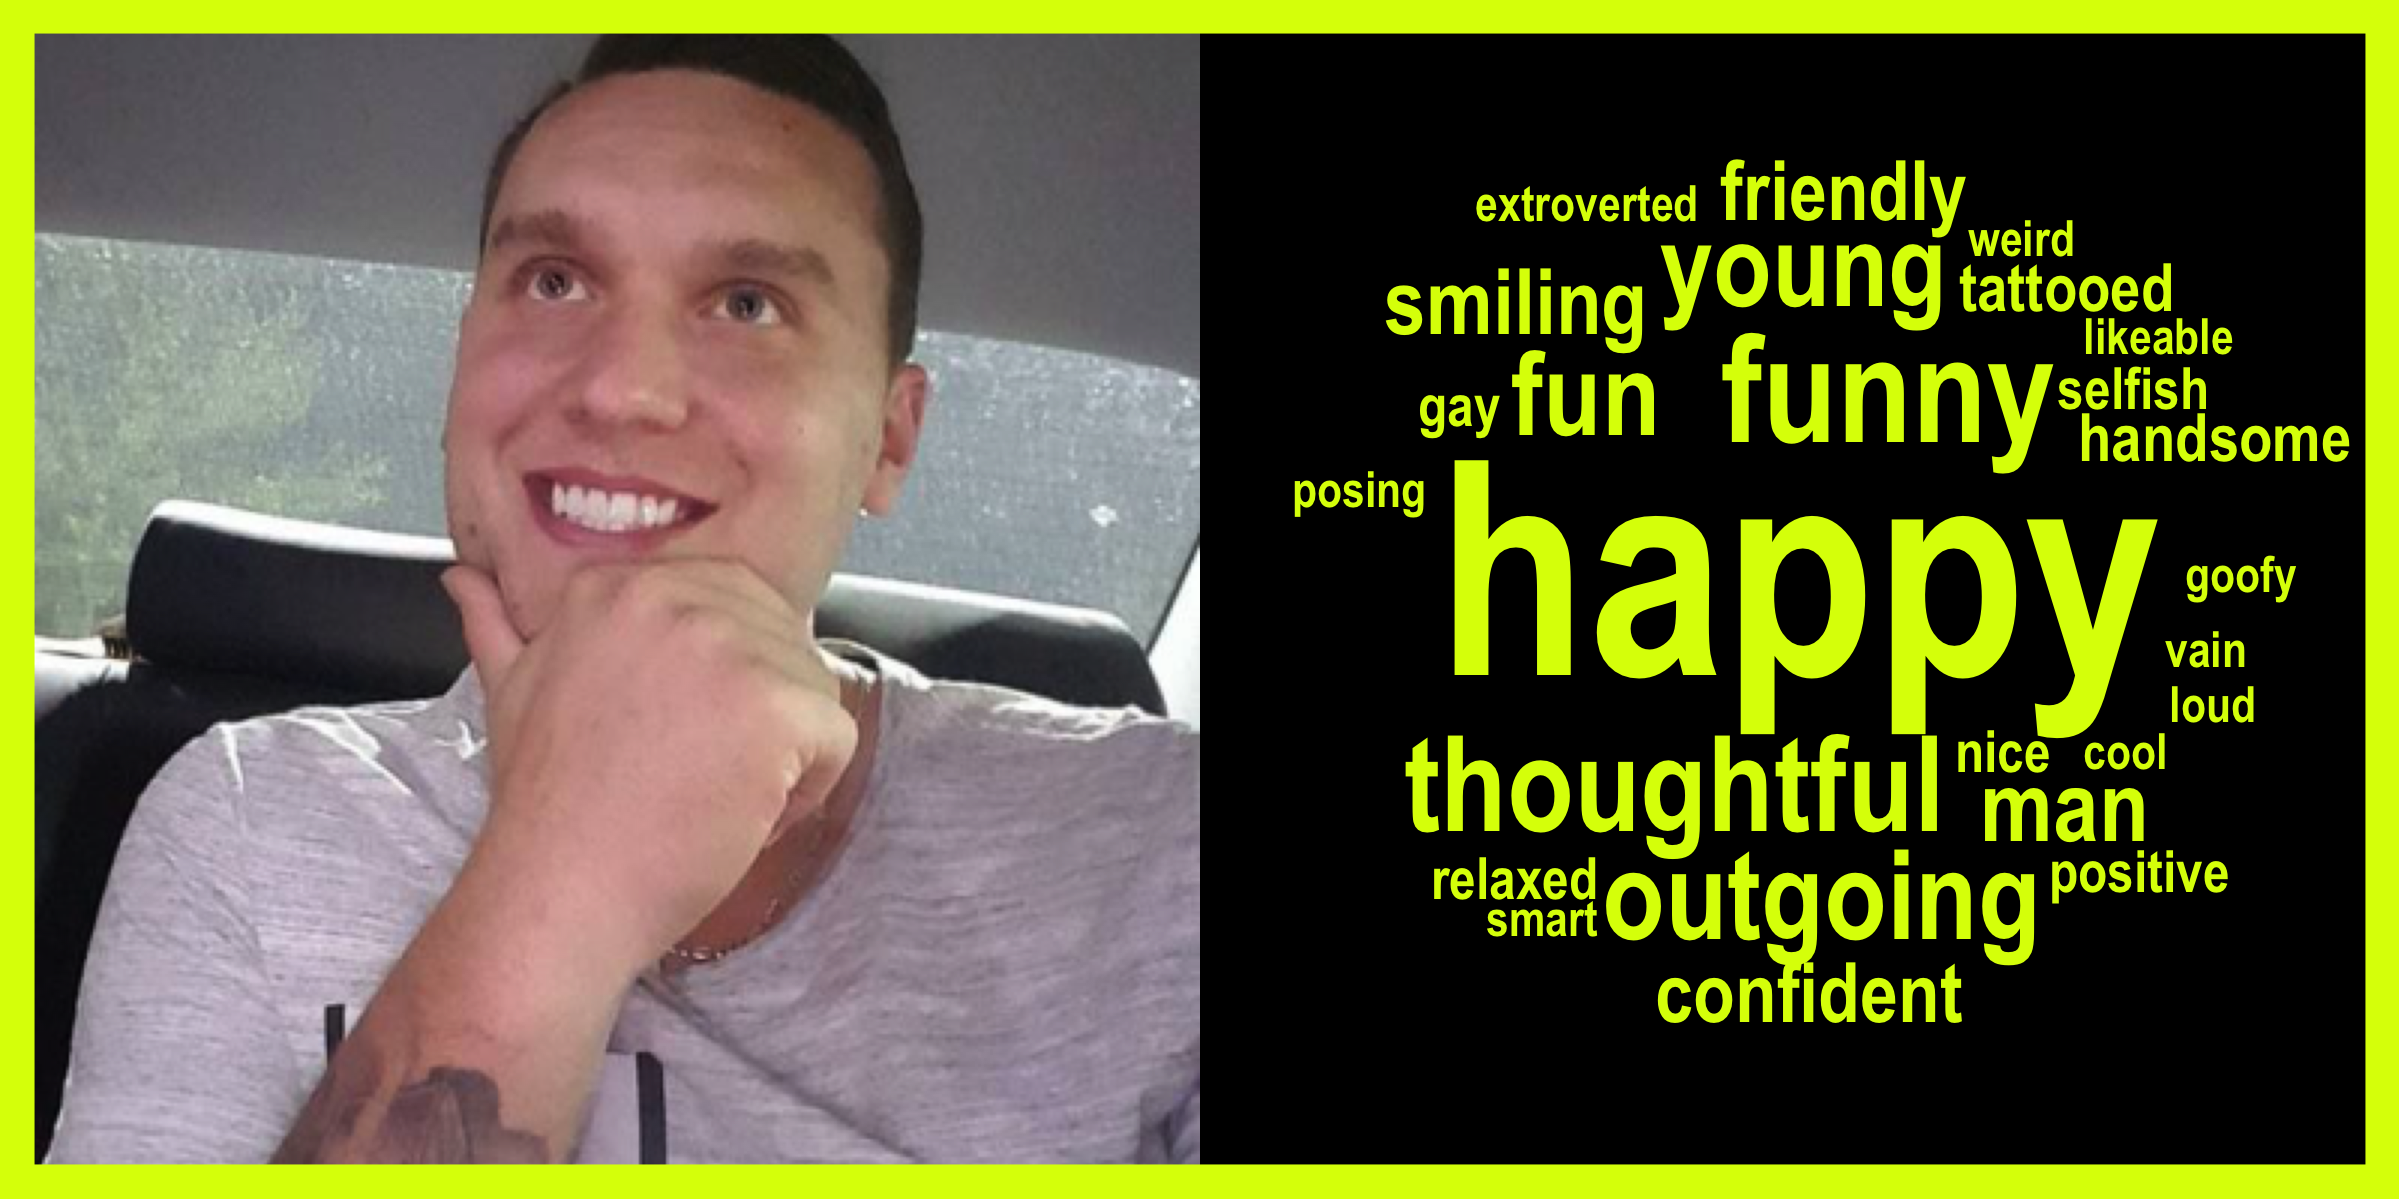 extroverted friendly
weird
young
smiling tattooed
likeable
gay fun funny selfish
handsome
posing
happy
goofy
vain
loud
thoughtful nice cool
man
relaxed outgoing positive
smart
confident